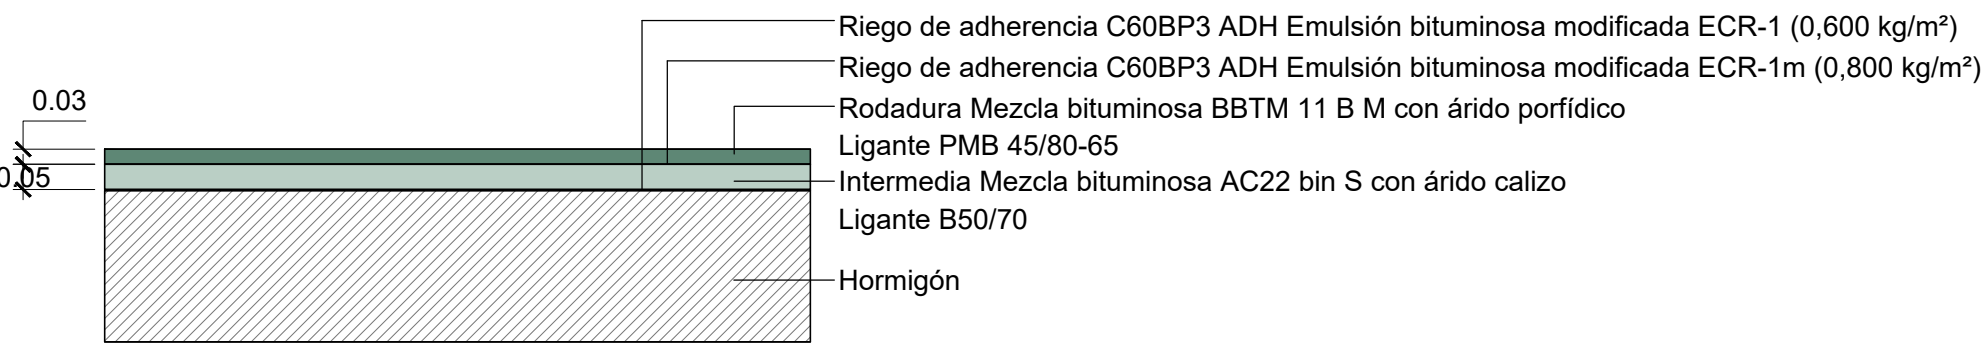 Riego de adherencia C60BP3 ADH Emulsión bituminosa modificada ECR-1 (0,600 kg/m²)
Riego de adherencia C60BP3 ADH Emulsión bituminosa modificada ECR-1m (0,800 kg/m²)
0.03
Rodadura Mezcla bituminosa BBTM 11 B M con árido porfídico
Ligante PMB 45/80-65
0.05
Intermedia Mezcla bituminosa AC22 bin S con árido calizo
Ligante B50/70
Hormigón